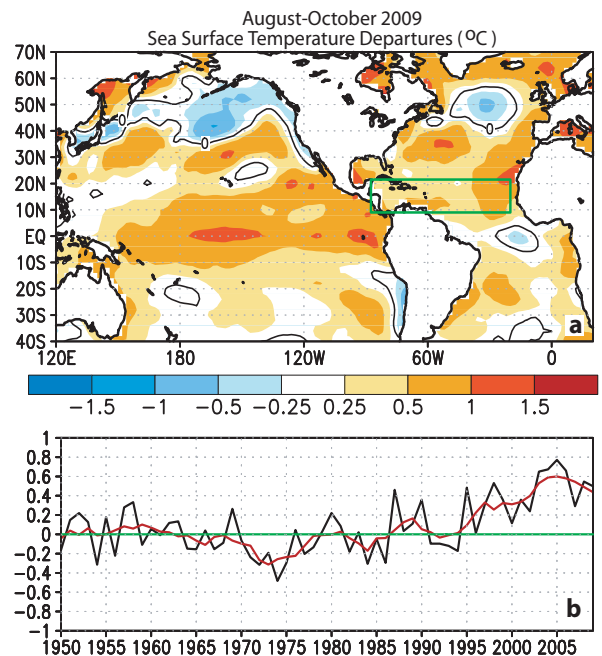 August-October 2009
Sea Surface Temperature Departures (ºC)
70N
60N
50N
40N
30N
20N
10N
EQ
10S
20S
30S
40S
0
0
0
a
120E 180 120W 60W 0
−1.5 −1 −0.5 −0.25 0.25 0.5 1 1.5
1
0.8
0.6
0.4
0.2
0
−0.2
−0.4
−0.6
−0.8
−1
b
1950 1955 1960 1965 1970 1975 1980 1985 1990 1995 2000 2005